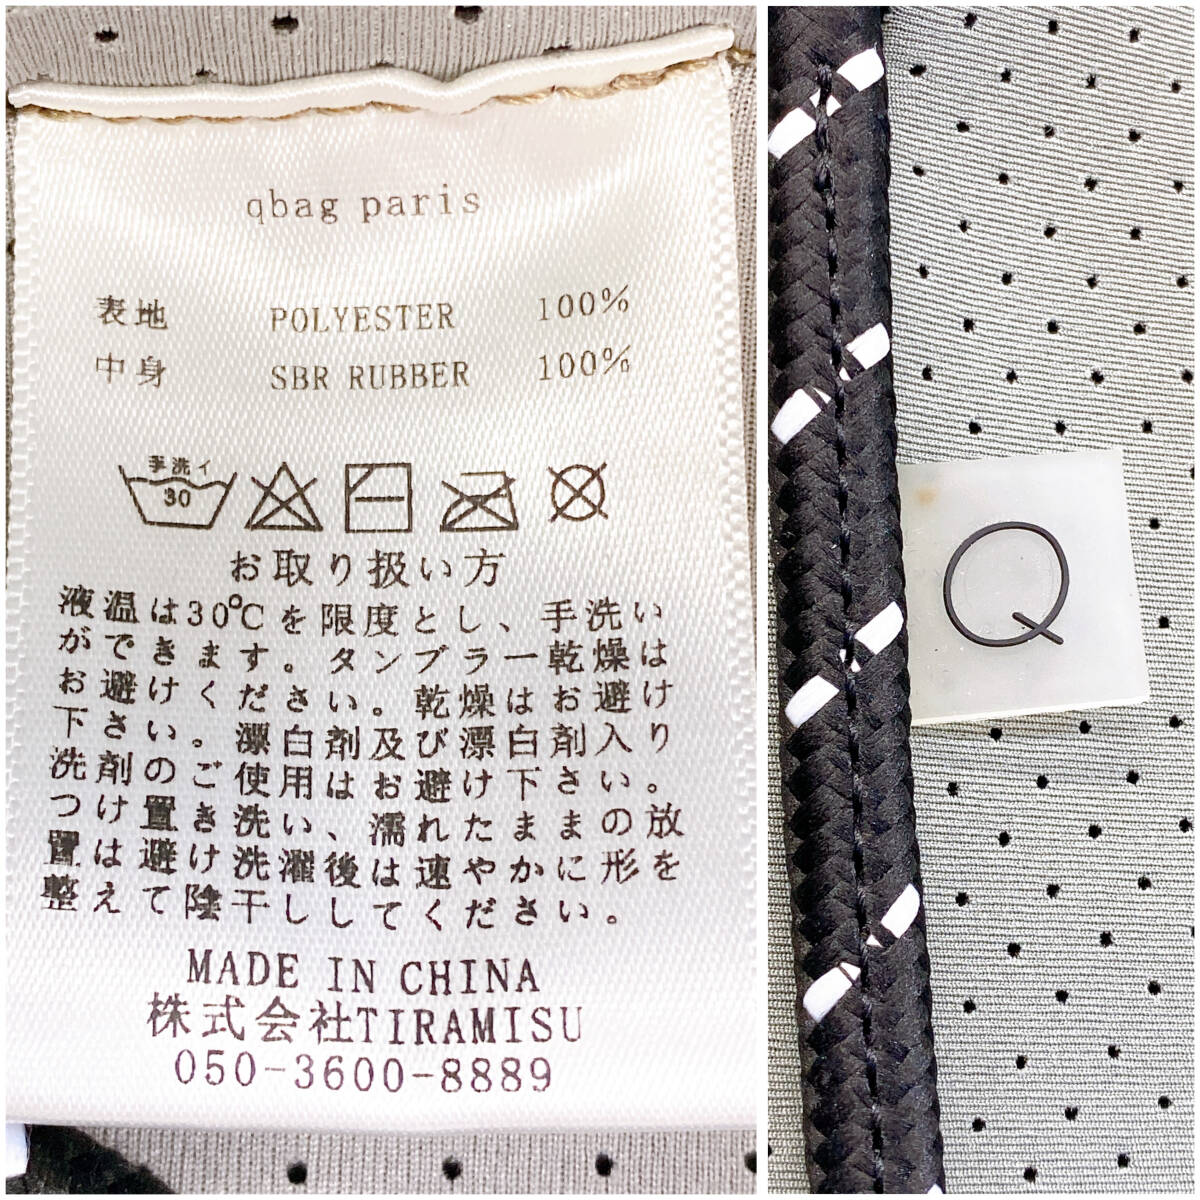 qbag paris
表地 POLYESTER 100%
中身 SBR RUBBER 100%
手洗イ
30
お取り扱い方
液温は30℃を限度とし、手洗い
ができます。タンブラー乾燥は
お避けください。乾燥はお避け
下さい。漂白剤及び漂白剤入り
洗剤のご使用はお避け下さい。
つけ置き洗い、濡れたままの放
置は避け洗濯後は速やかに形を
整えて陰干ししてください。
MADE IN CHINA
株式会社TIRAMISU
050-3600-8889
Q